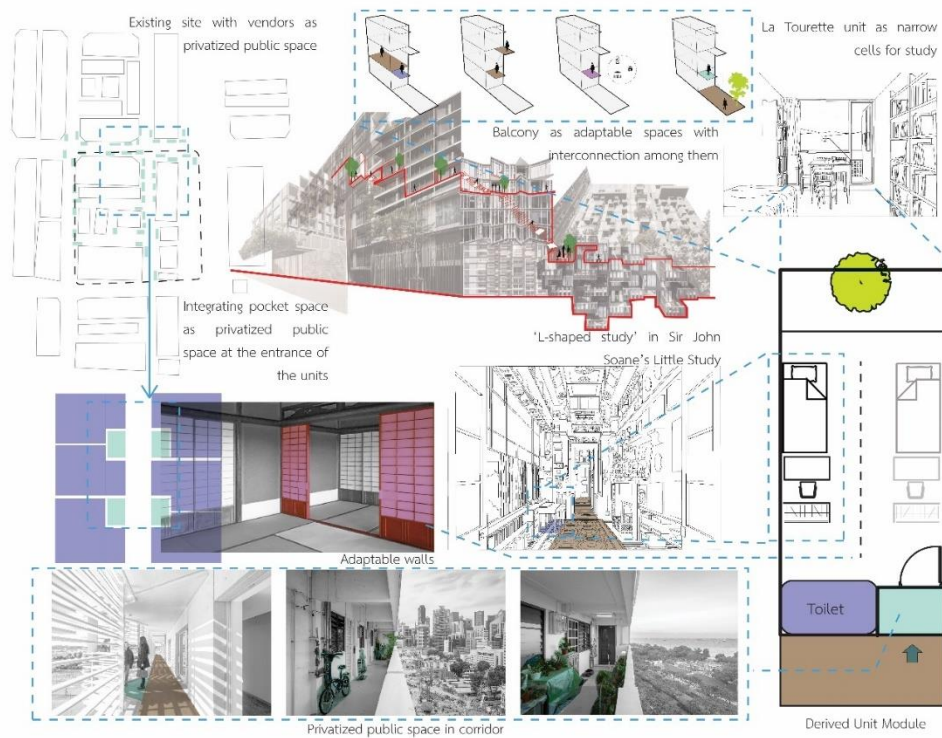 Existing site with vendors as
privatized public space
La Tourette unit as narrow
cells for study
Balcony as adaptable spaces with
interconnection among them
Integrating pocket space
as privatized public
space at the entrance of
the units
'L-shaped study' in Sir John
Soane's Little Study
Adaptable walls
Toilet
Privatized public space in corridor
Derived Unit Module